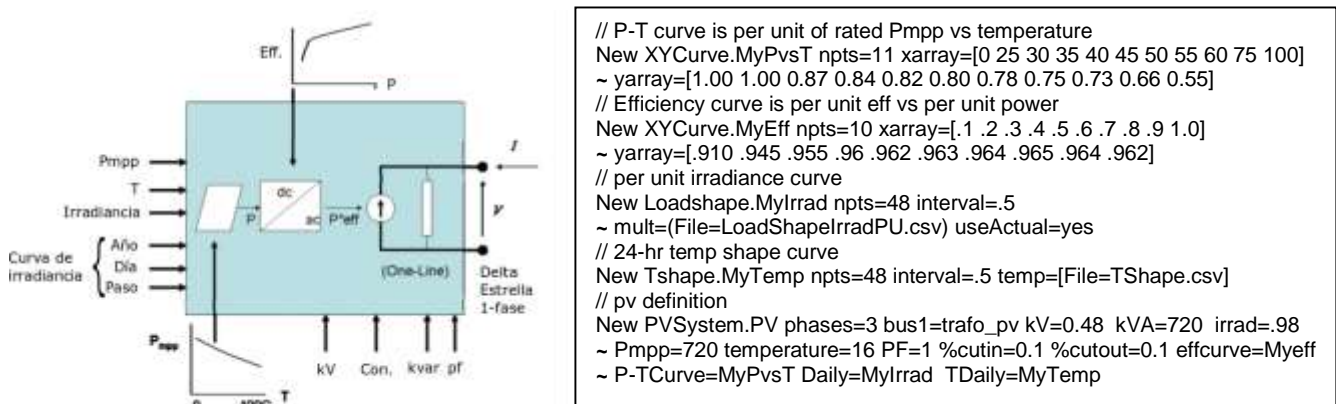 Eff.
P
Pmpp
T
Irradiancia
Curva de
irradiancia
Año
Día
Paso
dc
ac
P
P*eff
I
V
(One-Line)
Delta
Estrella
1-fase
Pmpp
T
kV
Con.
kvar
pf
// P-T curve is per unit of rated Pmpp vs temperature
New XYCurve.MyPvsT npts=11 xarray=[0 25 30 35 40 45 50 55 60 75 100]
~ yarray=[1.00 1.00 0.87 0.84 0.82 0.80 0.78 0.75 0.73 0.66 0.55]
// Efficiency curve is per unit eff vs per unit power
New XYCurve.MyEff npts=10 xarray=[.1 .2 .3 .4 .5 .6 .7 .8 .9 1.0]
~ yarray=[.910 .945 .955 .96 .962 .963 .964 .965 .964 .962]
// per unit irradiance curve
New Loadshape.MyIrrad npts=48 interval=.5
~ mult=(File=LoadShapeIrradPU.csv) useActual=yes
// 24-hr temp shape curve
New Tshape.MyTemp npts=48 interval=.5 temp=[File=TShape.csv]
// pv definition
New PVSystem.PV phases=3 bus1=trafo_pv kV=0.48 kVA=720 irrad=.98
~ Pmpp=720 temperature=16 PF=1 %cutin=0.1 %cutout=0.1 effcurve=Myeff
~ P-TCurve=MyPvsT Daily=MyIrrad TDaily=MyTemp